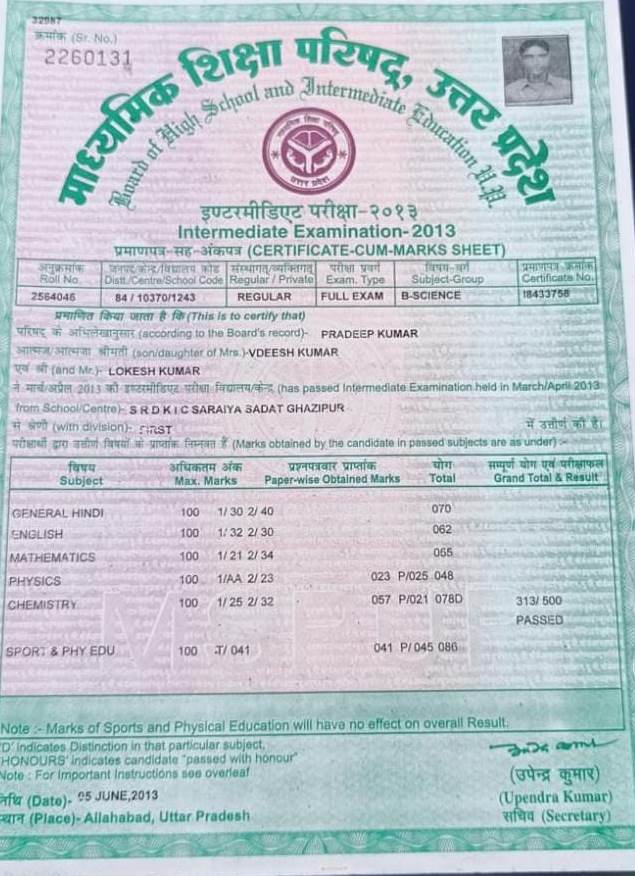 32987
क्रमांक (Sr. No.)
2260131
माध्यमिक शिक्षा परिषद्, उत्तर प्रदेश
Board of High School and Intermediate Education U.P.
माध्यमिक शिक्षा परिषद्
उत्तर प्रदेश
इण्टरमीडिएट परीक्षा-२०१३
Intermediate Examination- 2013
प्रमाणपत्र-सह-अंकपत्र (CERTIFICATE-CUM-MARKS SHEET)
अनुक्रमांक जनपद/केन्द्र/विद्यालय कोड संस्थागत/व्यक्तिगत परीक्षा प्रवर्ग विषय-वर्ग प्रमाणपत्र क्रमांक
Roll No. Distt./Centre/School Code Regular / Private Exam. Type Subject-Group Certificate No.
2564046 84 / 10370/1243 REGULAR FULL EXAM B-SCIENCE 18433758
प्रमाणित किया जाता है कि (This is to certify that)
परिषद् के अभिलेखानुसार (according to the Board's record)- PRADEEP KUMAR
आत्मज/आत्मजा श्रीमती (son/daughter of Mrs.)-VDEESH KUMAR
एवं श्री (and Mr.)- LOKESH KUMAR
ने मार्च/अप्रैल 2013 की इण्टरमीडिएट परीक्षा विद्यालय/केन्द्र (has passed Intermediate Examination held in March/April 2013
from School/Centre)- S R D K I C SARAIYA SADAT GHAZIPUR
से श्रेणी (with division)- FIRST में उत्तीर्ण की है।
परीक्षार्थी द्वारा उत्तीर्ण विषयों के प्राप्तांक निम्नवत हैं (Marks obtained by the candidate in passed subjects are as under) :-
विषय अधिकतम अंक प्रश्नपत्रवार प्राप्तांक योग सम्पूर्ण योग एवं परीक्षाफल
Subject Max. Marks Paper-wise Obtained Marks Total Grand Total & Result
GENERAL HINDI 100 1/ 30 2/ 40 070
ENGLISH 100 1/ 32 2/ 30 062
MATHEMATICS 100 1/ 21 2/ 34 055
PHYSICS 100 1/AA 2/ 23 023 P/025 048
CHEMISTRY 100 1/ 25 2/ 32 057 P/021 078D 313/ 500
PASSED
SPORT & PHY EDU 100 T/ 041 041 P/ 045 086
Note :- Marks of Sports and Physical Education will have no effect on overall Result.
'D' indicates Distinction in that particular subject,
HONOURS' indicates candidate "passed with honour"
Note : For Important Instructions see overleaf
तिथि (Date)- 05 JUNE,2013
स्थान (Place)- Allahabad, Uttar Pradesh
(उपेन्द्र कुमार)
(Upendra Kumar)
सचिव (Secretary)